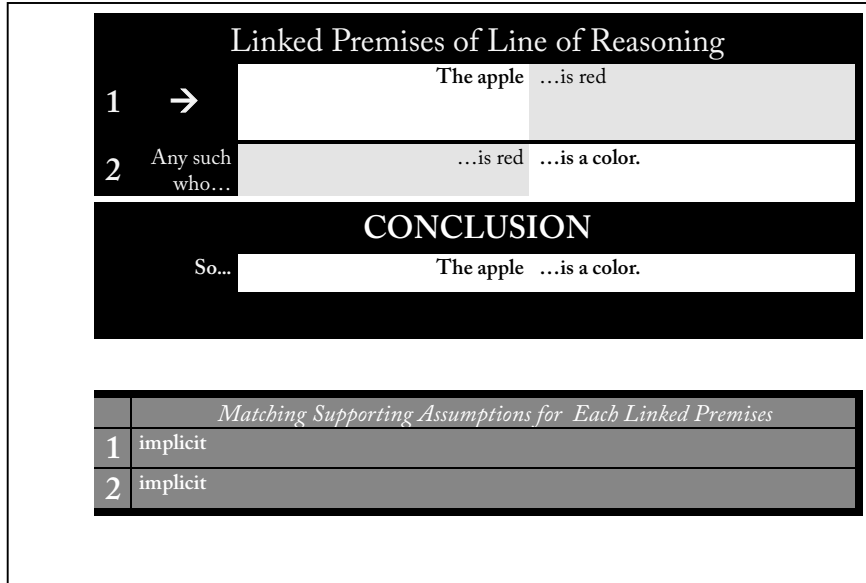 Linked Premises of Line of Reasoning
1 → The apple …is red
2 Any such who… …is red …is a color.
CONCLUSION
So... The apple …is a color.
Matching Supporting Assumptions for Each Linked Premises
1 implicit
2 implicit